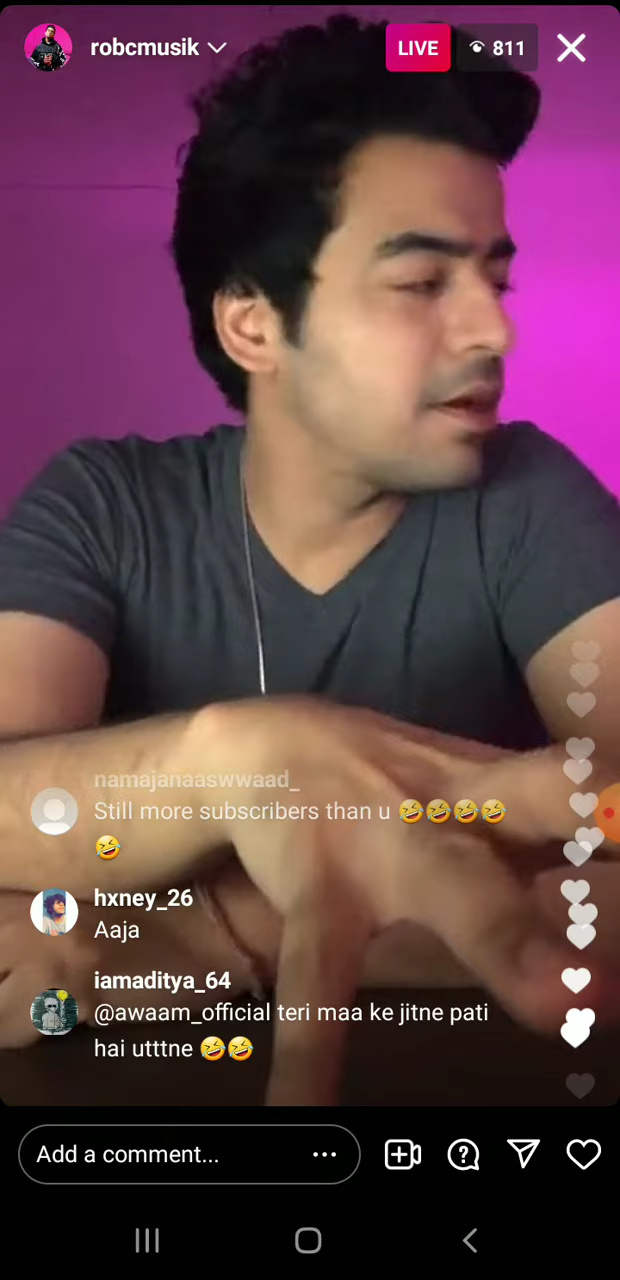 robcmusik
LIVE
811
namajanaaswwaad_
Still more subscribers than u 🤣🤣🤣🤣
🤣
hxney_26
Aaja
iamaditya_64
@awaam_official teri maa ke jitne pati
hai utttne 🤣🤣
Add a comment...